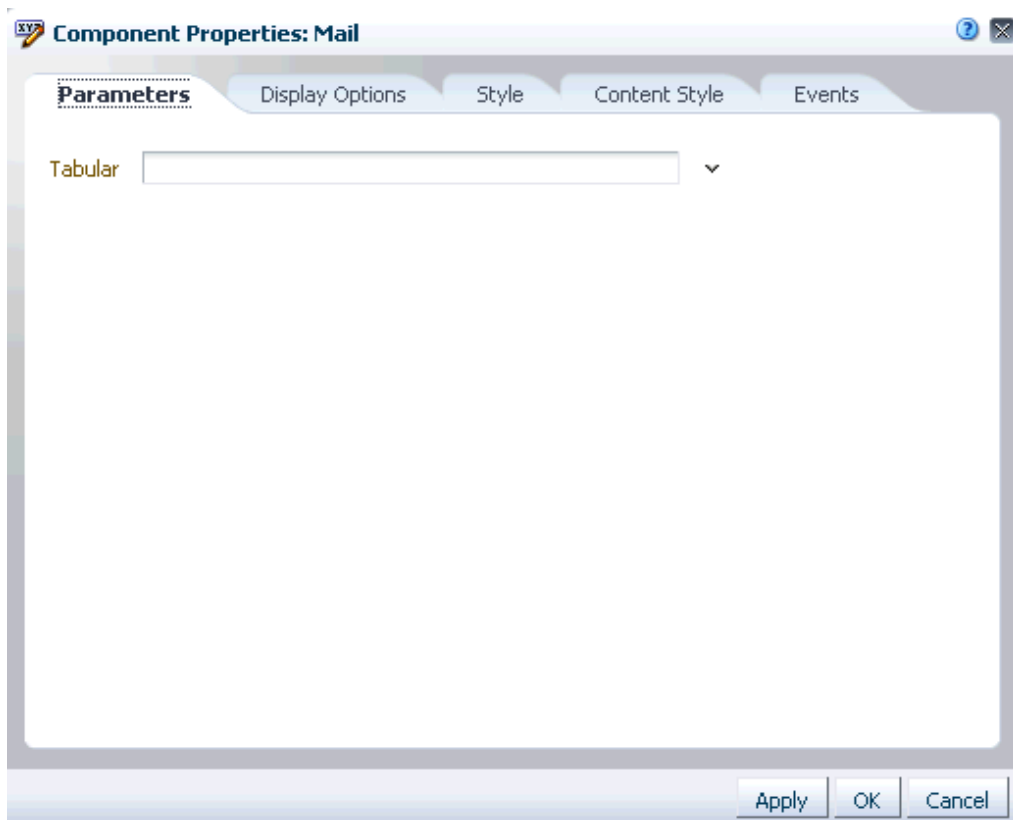 Component Properties: Mail
Parameters Display Options Style Content Style Events
Tabular
Apply OK Cancel